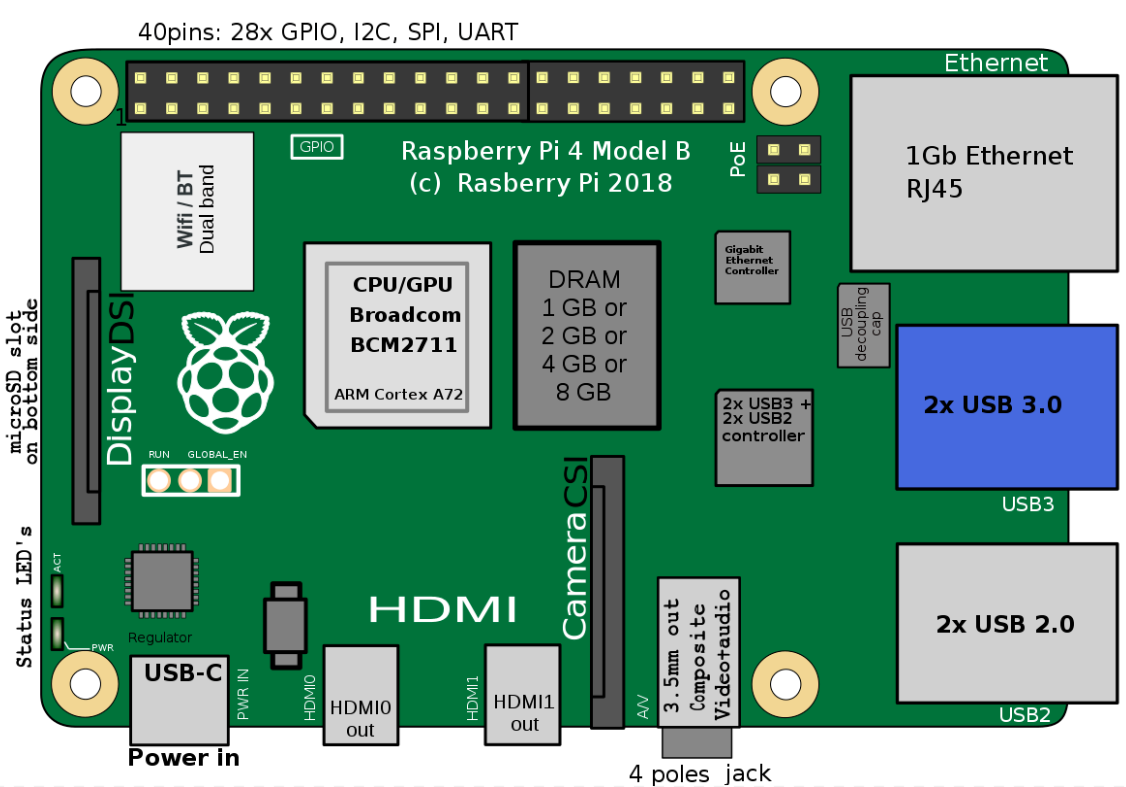 40pins: 28x GPIO, I2C, SPI, UART
Ethernet
1
GPIO
Raspberry Pi 4 Model B
(c) Rasberry Pi 2018
PoE
1Gb Ethernet
RJ45
Wifi / BT
Dual band
Gigabit
Ethernet
Controller
CPU/GPU
Broadcom
BCM2711
ARM Cortex A72
DRAM
1 GB or
2 GB or
4 GB or
8 GB
USB
decoupling
cap
microSD slot
on bottom side
DisplayDSI
2x USB 3.0
2x USB3 +
2x USB2
controller
RUN
GLOBAL_EN
USB3
CameraCSI
Status LED's
ACT
PWR
Regulator
HDMI
3.5mm out
Composite
Video+audio
2x USB 2.0
USB-C
PWR IN
HDMI0
HDMI0
out
HDMI1
HDMI1
out
A/V
USB2
Power in
4 poles jack